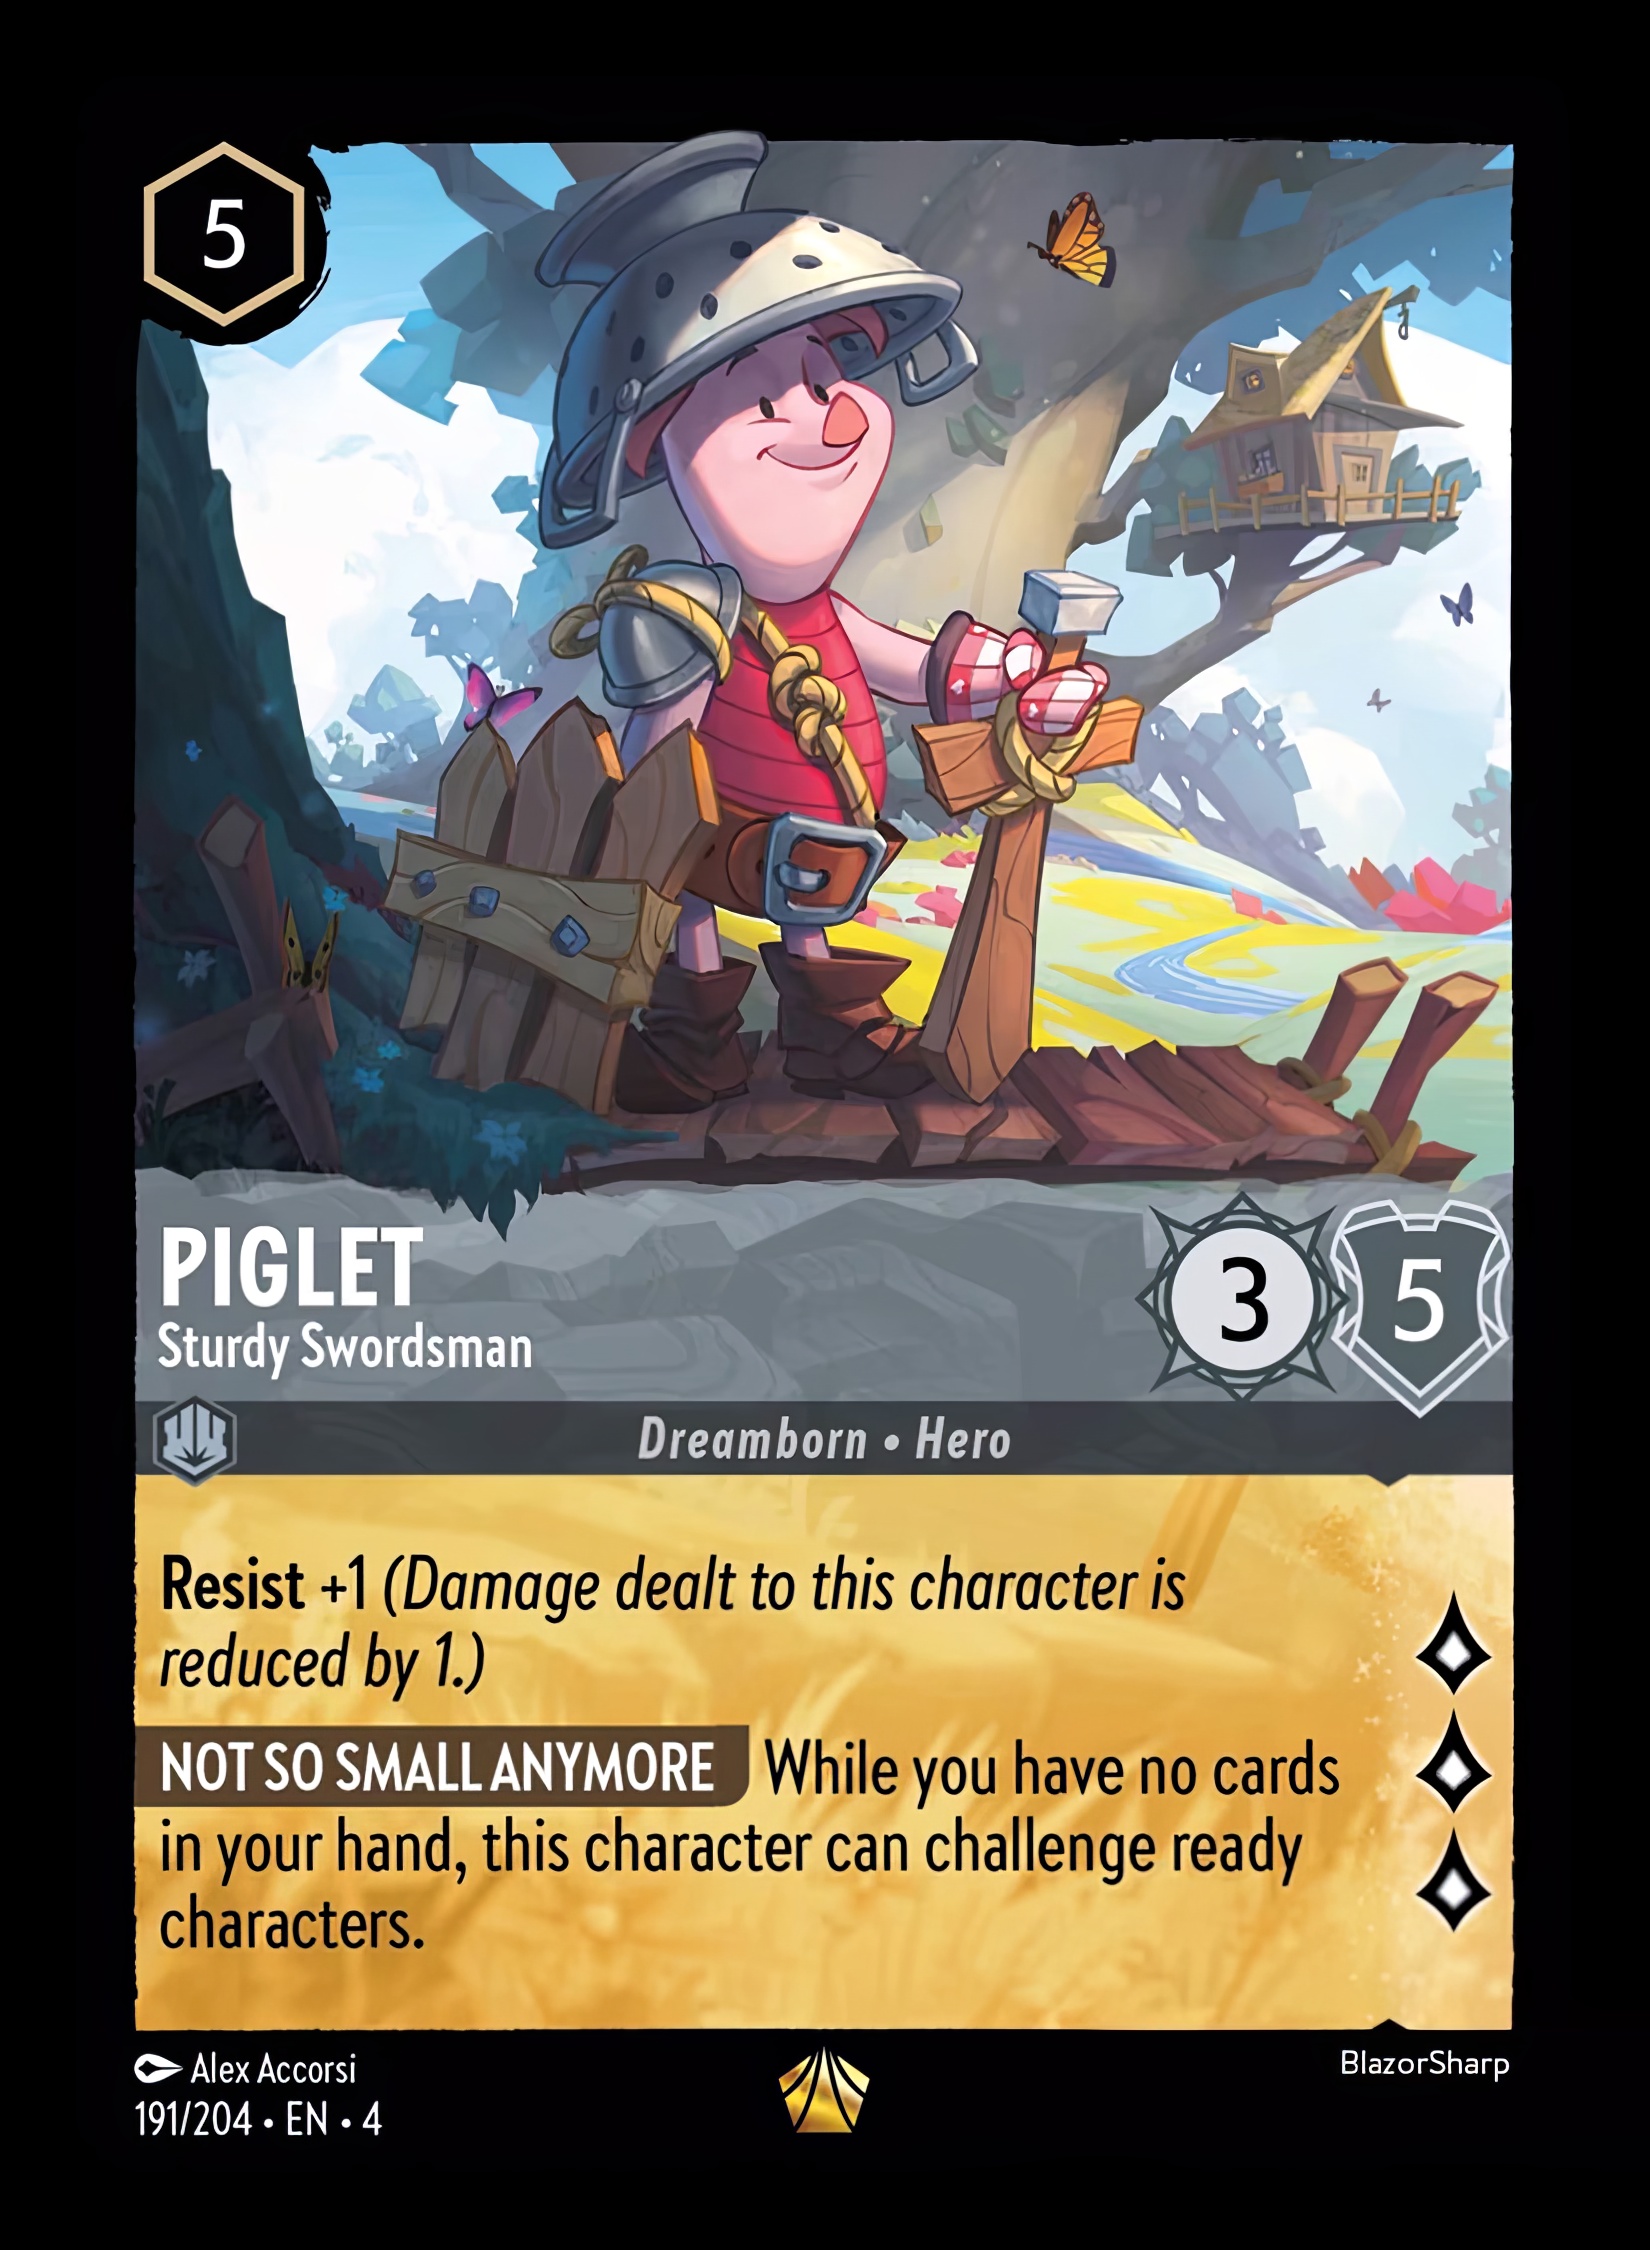 5
PIGLET
Sturdy Swordsman
3
5
Dreamborn • Hero
Resist +1 (Damage dealt to this character is
reduced by 1.)
NOT SO SMALL ANYMORE While you have no cards
in your hand, this character can challenge ready
characters.
Alex Accorsi
BlazorSharp
191/204 • EN • 4